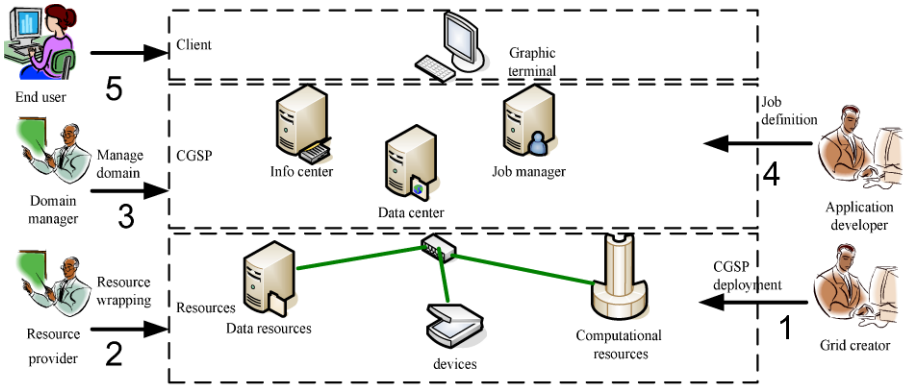 Client
Graphic
terminal
End user
5
Job
definition
CGSP
Info center
Job manager
Manage
domain
4
Data center
Domain
manager
3
Application
developer
CGSP
deployment
Resource
wrapping
Resources
Data resources
Computational
resources
devices
Resource
provider
2
1
Grid creator